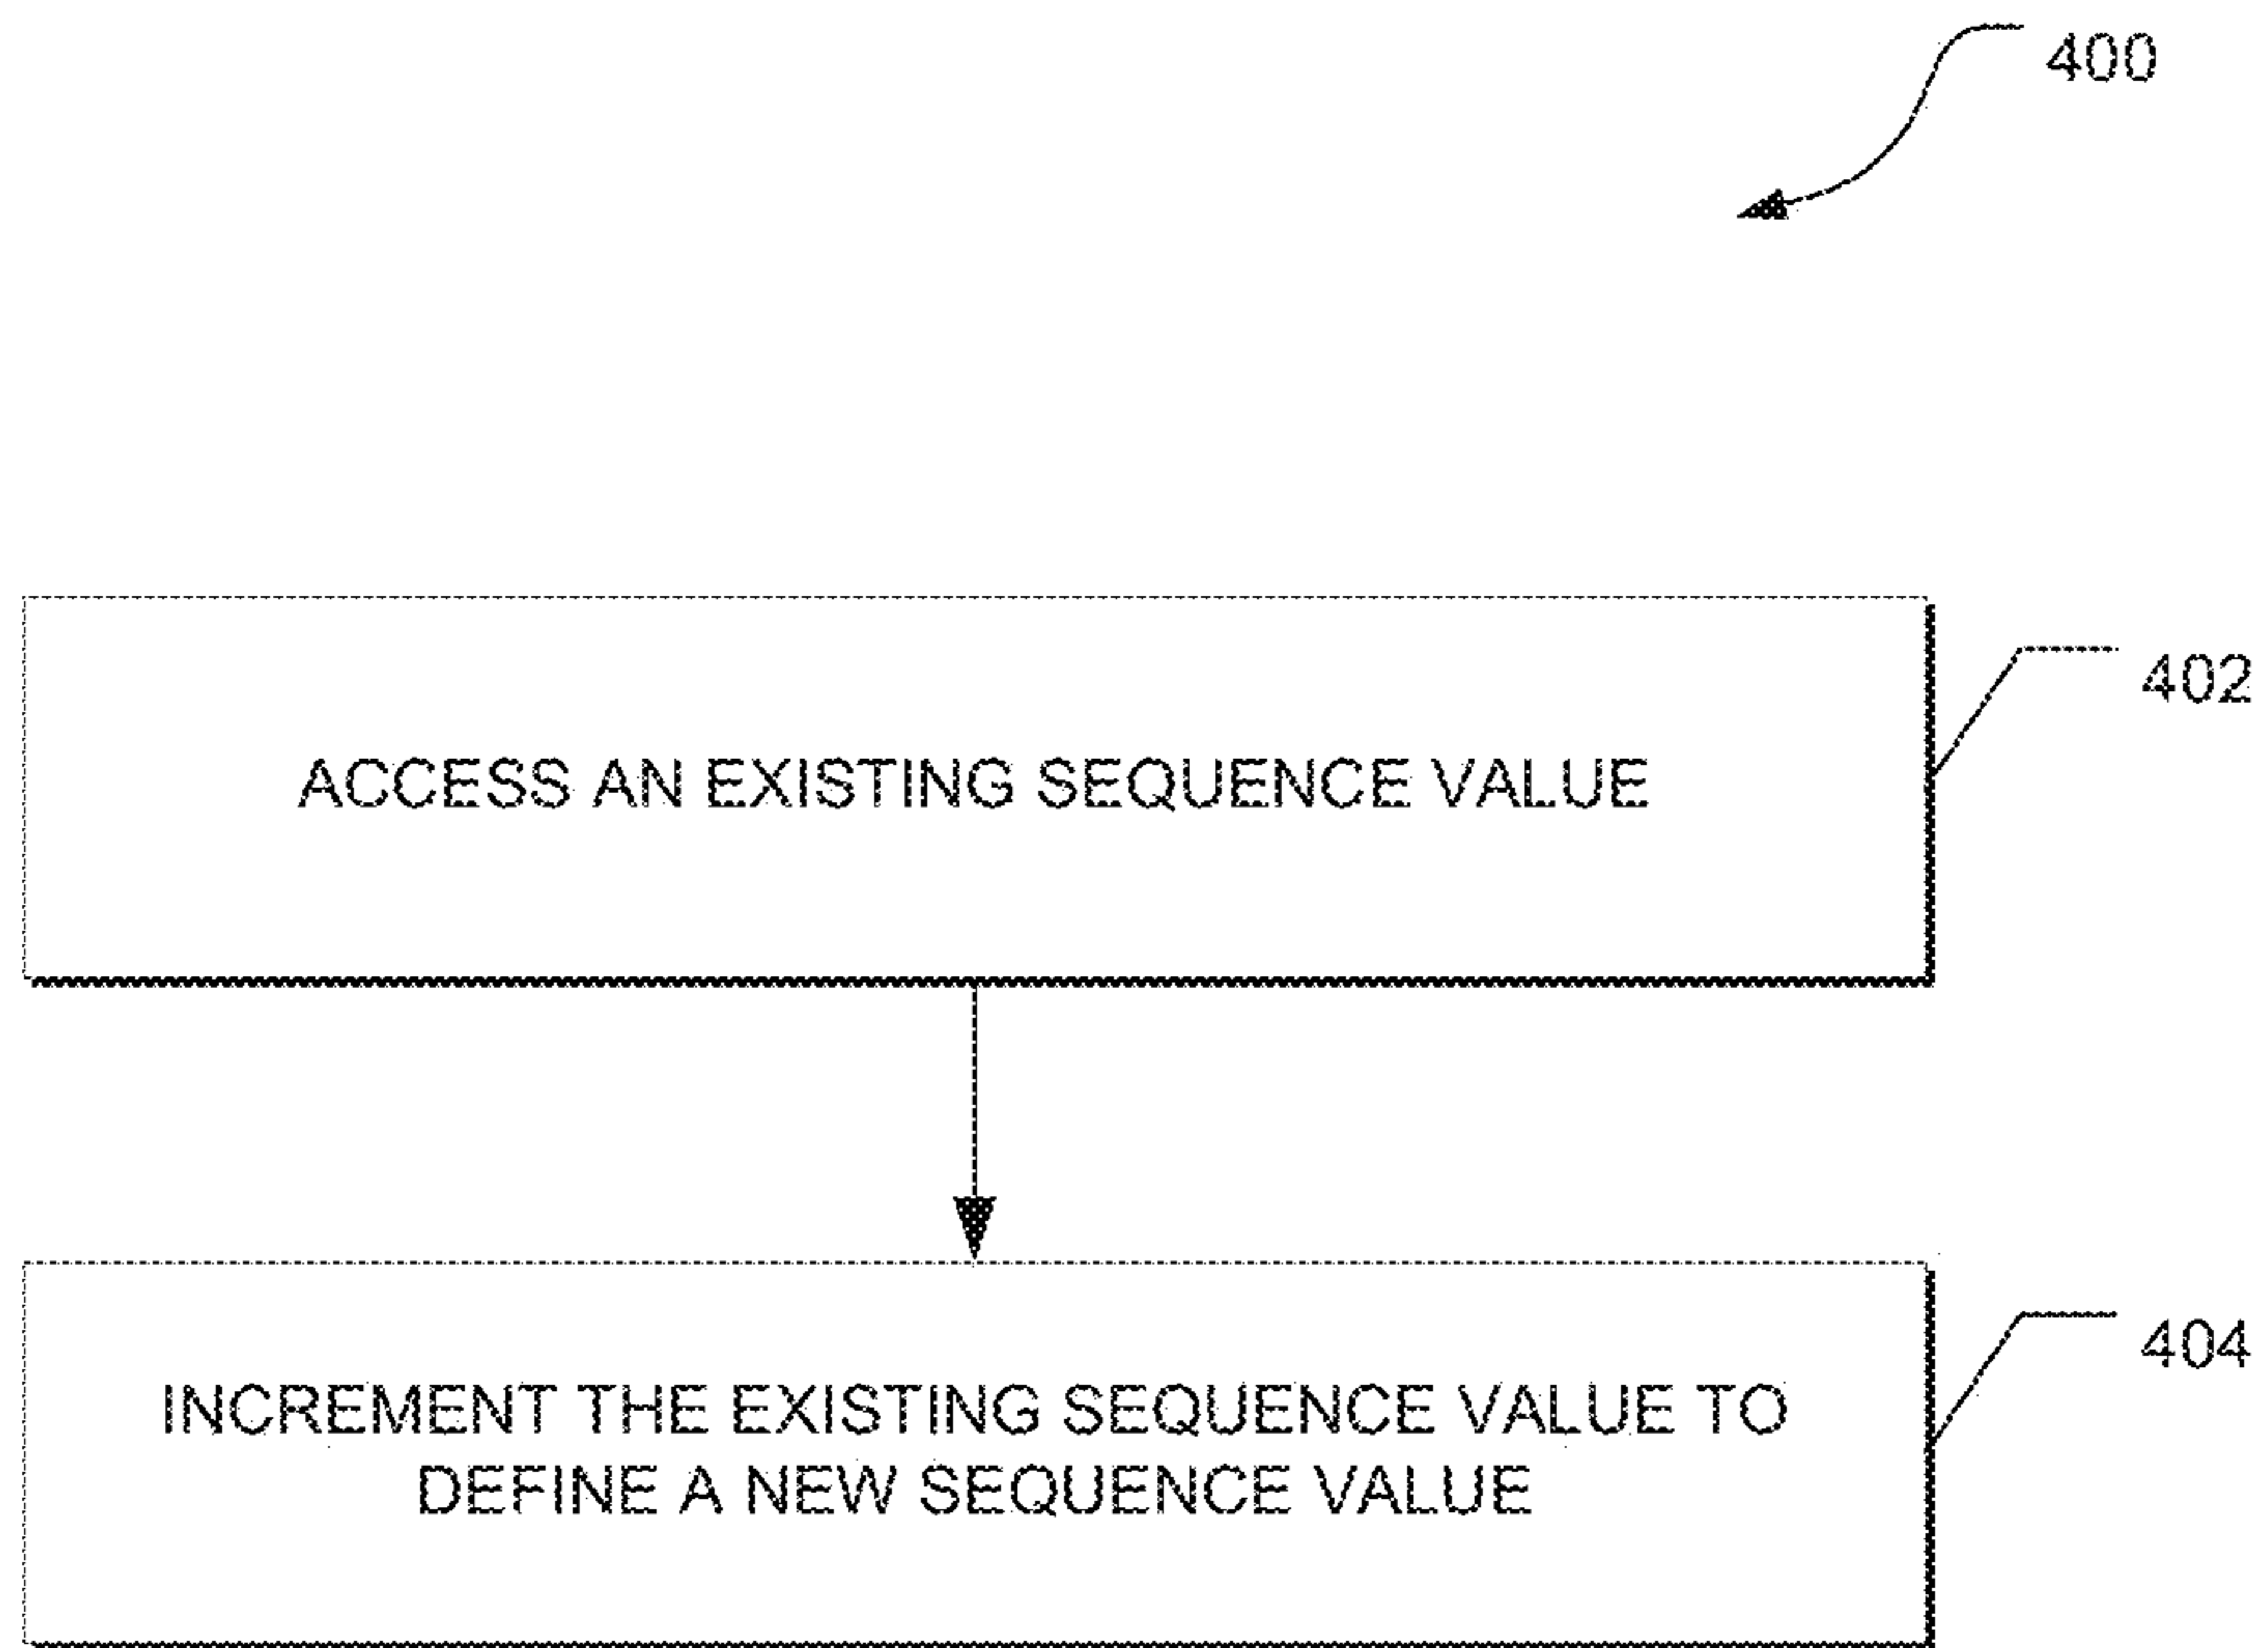 400
402
ACCESS AN EXISTING SEQUENCE VALUE
404
INCREMENT THE EXISTING SEQUENCE VALUE TO
DEFINE A NEW SEQUENCE VALUE